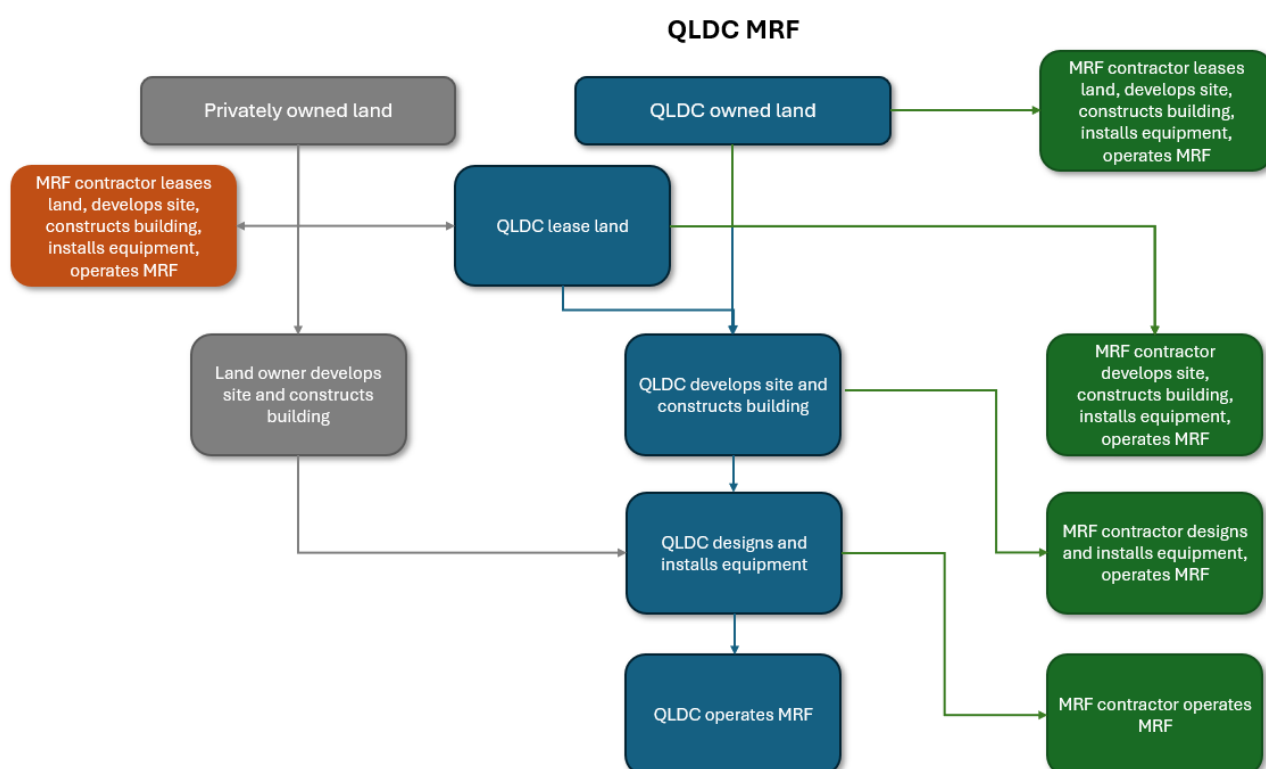 QLDC MRF
Privately owned land
QLDC owned land
MRF contractor leases
land, develops site,
constructs building,
installs equipment,
operates MRF
MRF contractor leases
land, develops site,
constructs building,
installs equipment,
operates MRF
QLDC lease land
Land owner develops
site and constructs
building
QLDC develops site and
constructs building
MRF contractor
develops site,
constructs building,
installs equipment,
operates MRF
QLDC designs and
installs equipment
MRF contractor designs
and installs equipment,
operates MRF
QLDC operates MRF
MRF contractor operates
MRF